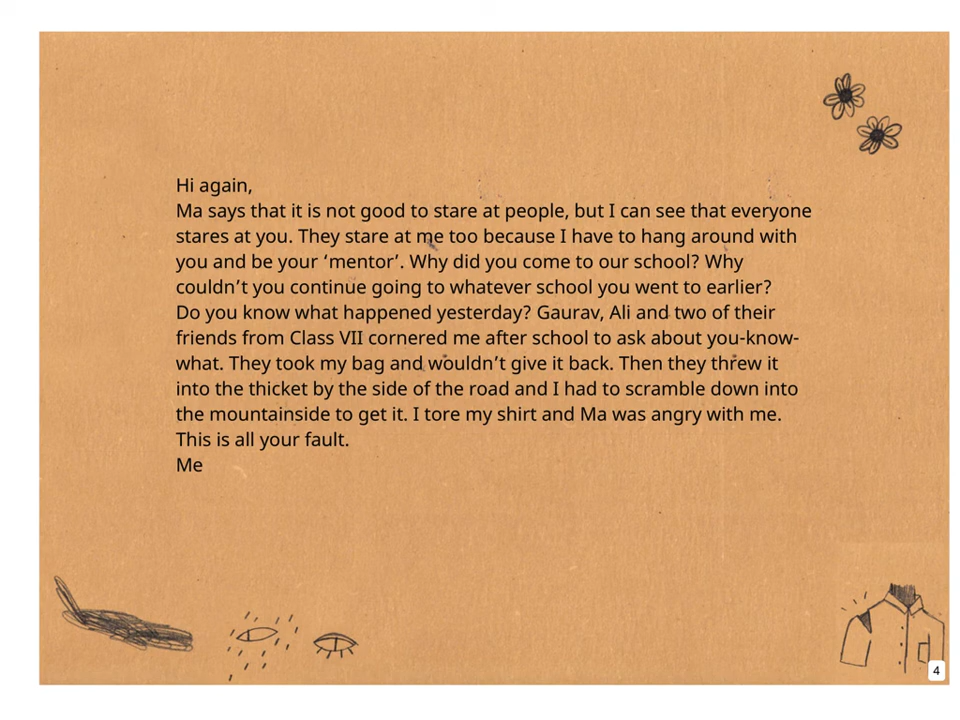 Hi again,
Ma says that it is not good to stare at people, but I can see that everyone
stares at you. They stare at me too because I have to hang around with
you and be your ‘mentor’. Why did you come to our school? Why
couldn’t you continue going to whatever school you went to earlier?
Do you know what happened yesterday? Gaurav, Ali and two of their
friends from Class VII cornered me after school to ask about you-know-
what. They took my bag and wouldn’t give it back. Then they threw it
into the thicket by the side of the road and I had to scramble down into
the mountainside to get it. I tore my shirt and Ma was angry with me.
This is all your fault.
Me
4